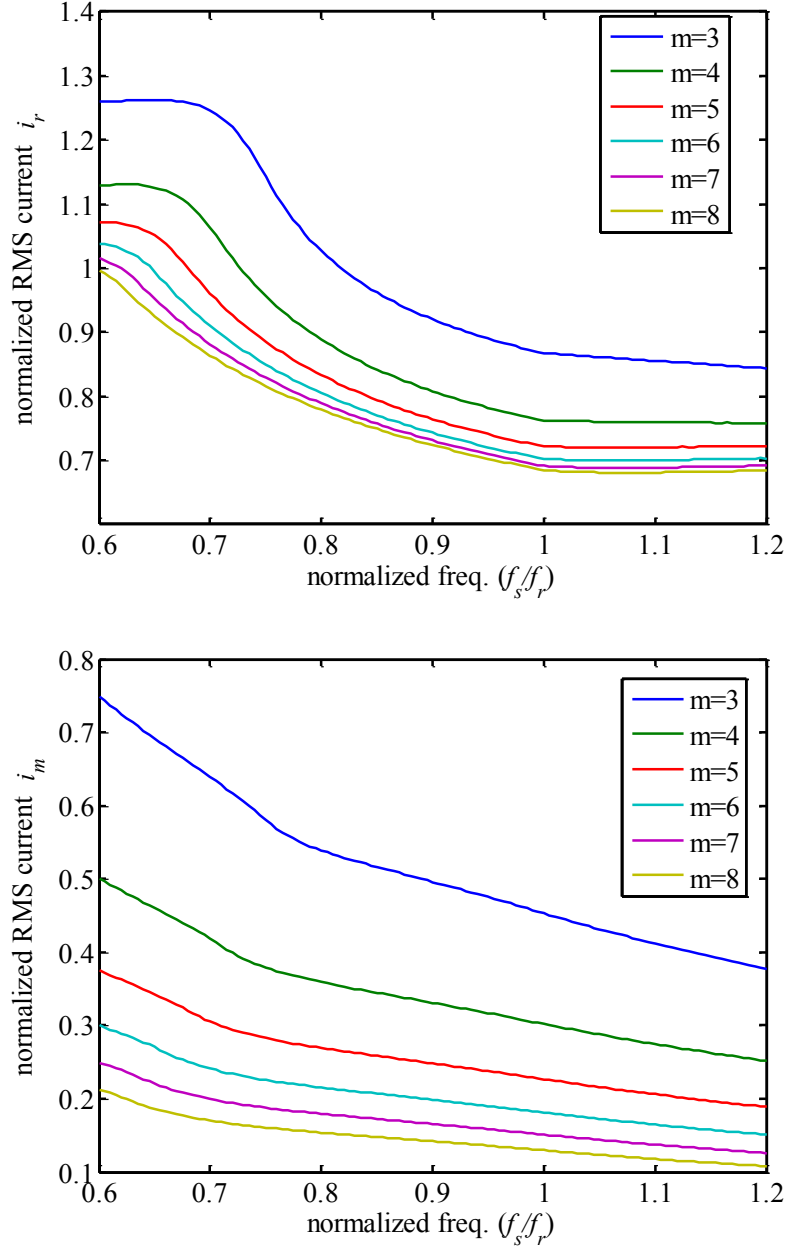 1.4
1.3
1.2
1.1
1
0.9
0.8
0.7
normalized RMS current i_r
m=3
m=4
m=5
m=6
m=7
m=8
0.6 0.7 0.8 0.9 1 1.1 1.2
normalized freq. (f_s/f_r)
0.8
0.7
0.6
0.5
0.4
0.3
0.2
0.1
normalized RMS current i_m
m=3
m=4
m=5
m=6
m=7
m=8
0.6 0.7 0.8 0.9 1 1.1 1.2
normalized freq. (f_s/f_r)